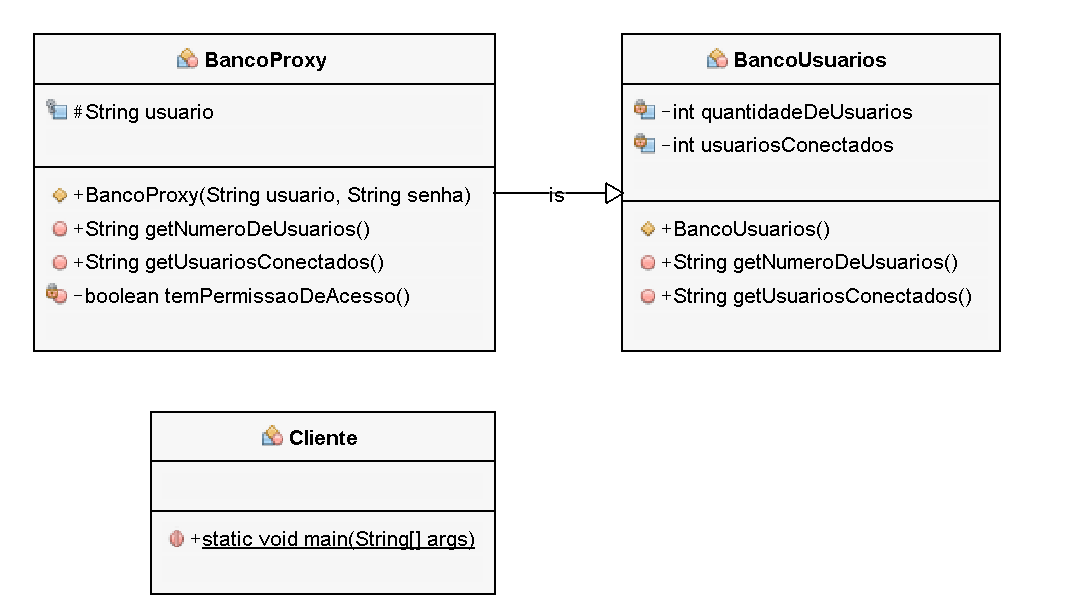 BancoProxy
#String usuario
+BancoProxy(String usuario, String senha)
+String getNumeroDeUsuarios()
+String getUsuariosConectados()
-boolean temPermissaoDeAcesso()
is
BancoUsuarios
-int quantidadeDeUsuarios
-int usuariosConectados
+BancoUsuarios()
+String getNumeroDeUsuarios()
+String getUsuariosConectados()
Cliente
+static void main(String[] args)